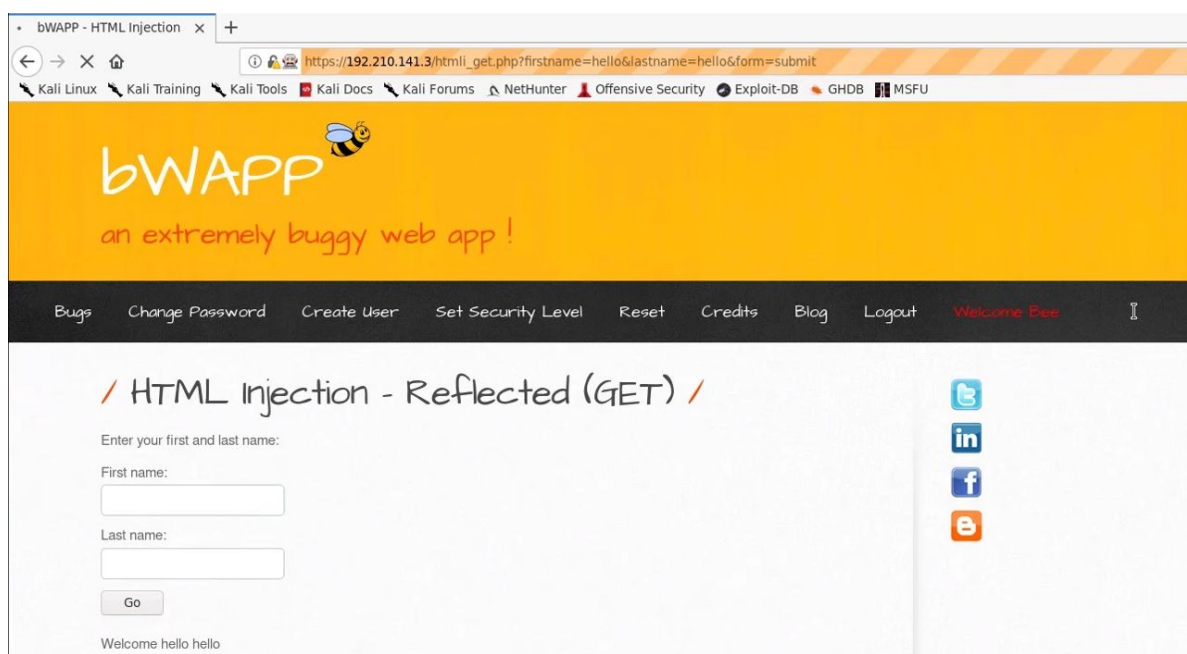 bWAPP - HTML Injection
https://192.210.141.3/htmli_get.php?firstname=hello&lastname=hello&form=submit
Kali Linux Kali Training Kali Tools Kali Docs Kali Forums NetHunter Offensive Security Exploit-DB GHDB MSFU
bWAPP
an extremely buggy web app !
Bugs Change Password Create User Set Security Level Reset Credits Blog Logout Welcome Bee
/ HTML Injection - Reflected (GET) /
Enter your first and last name:
First name:
Last name:
Go
Welcome hello hello